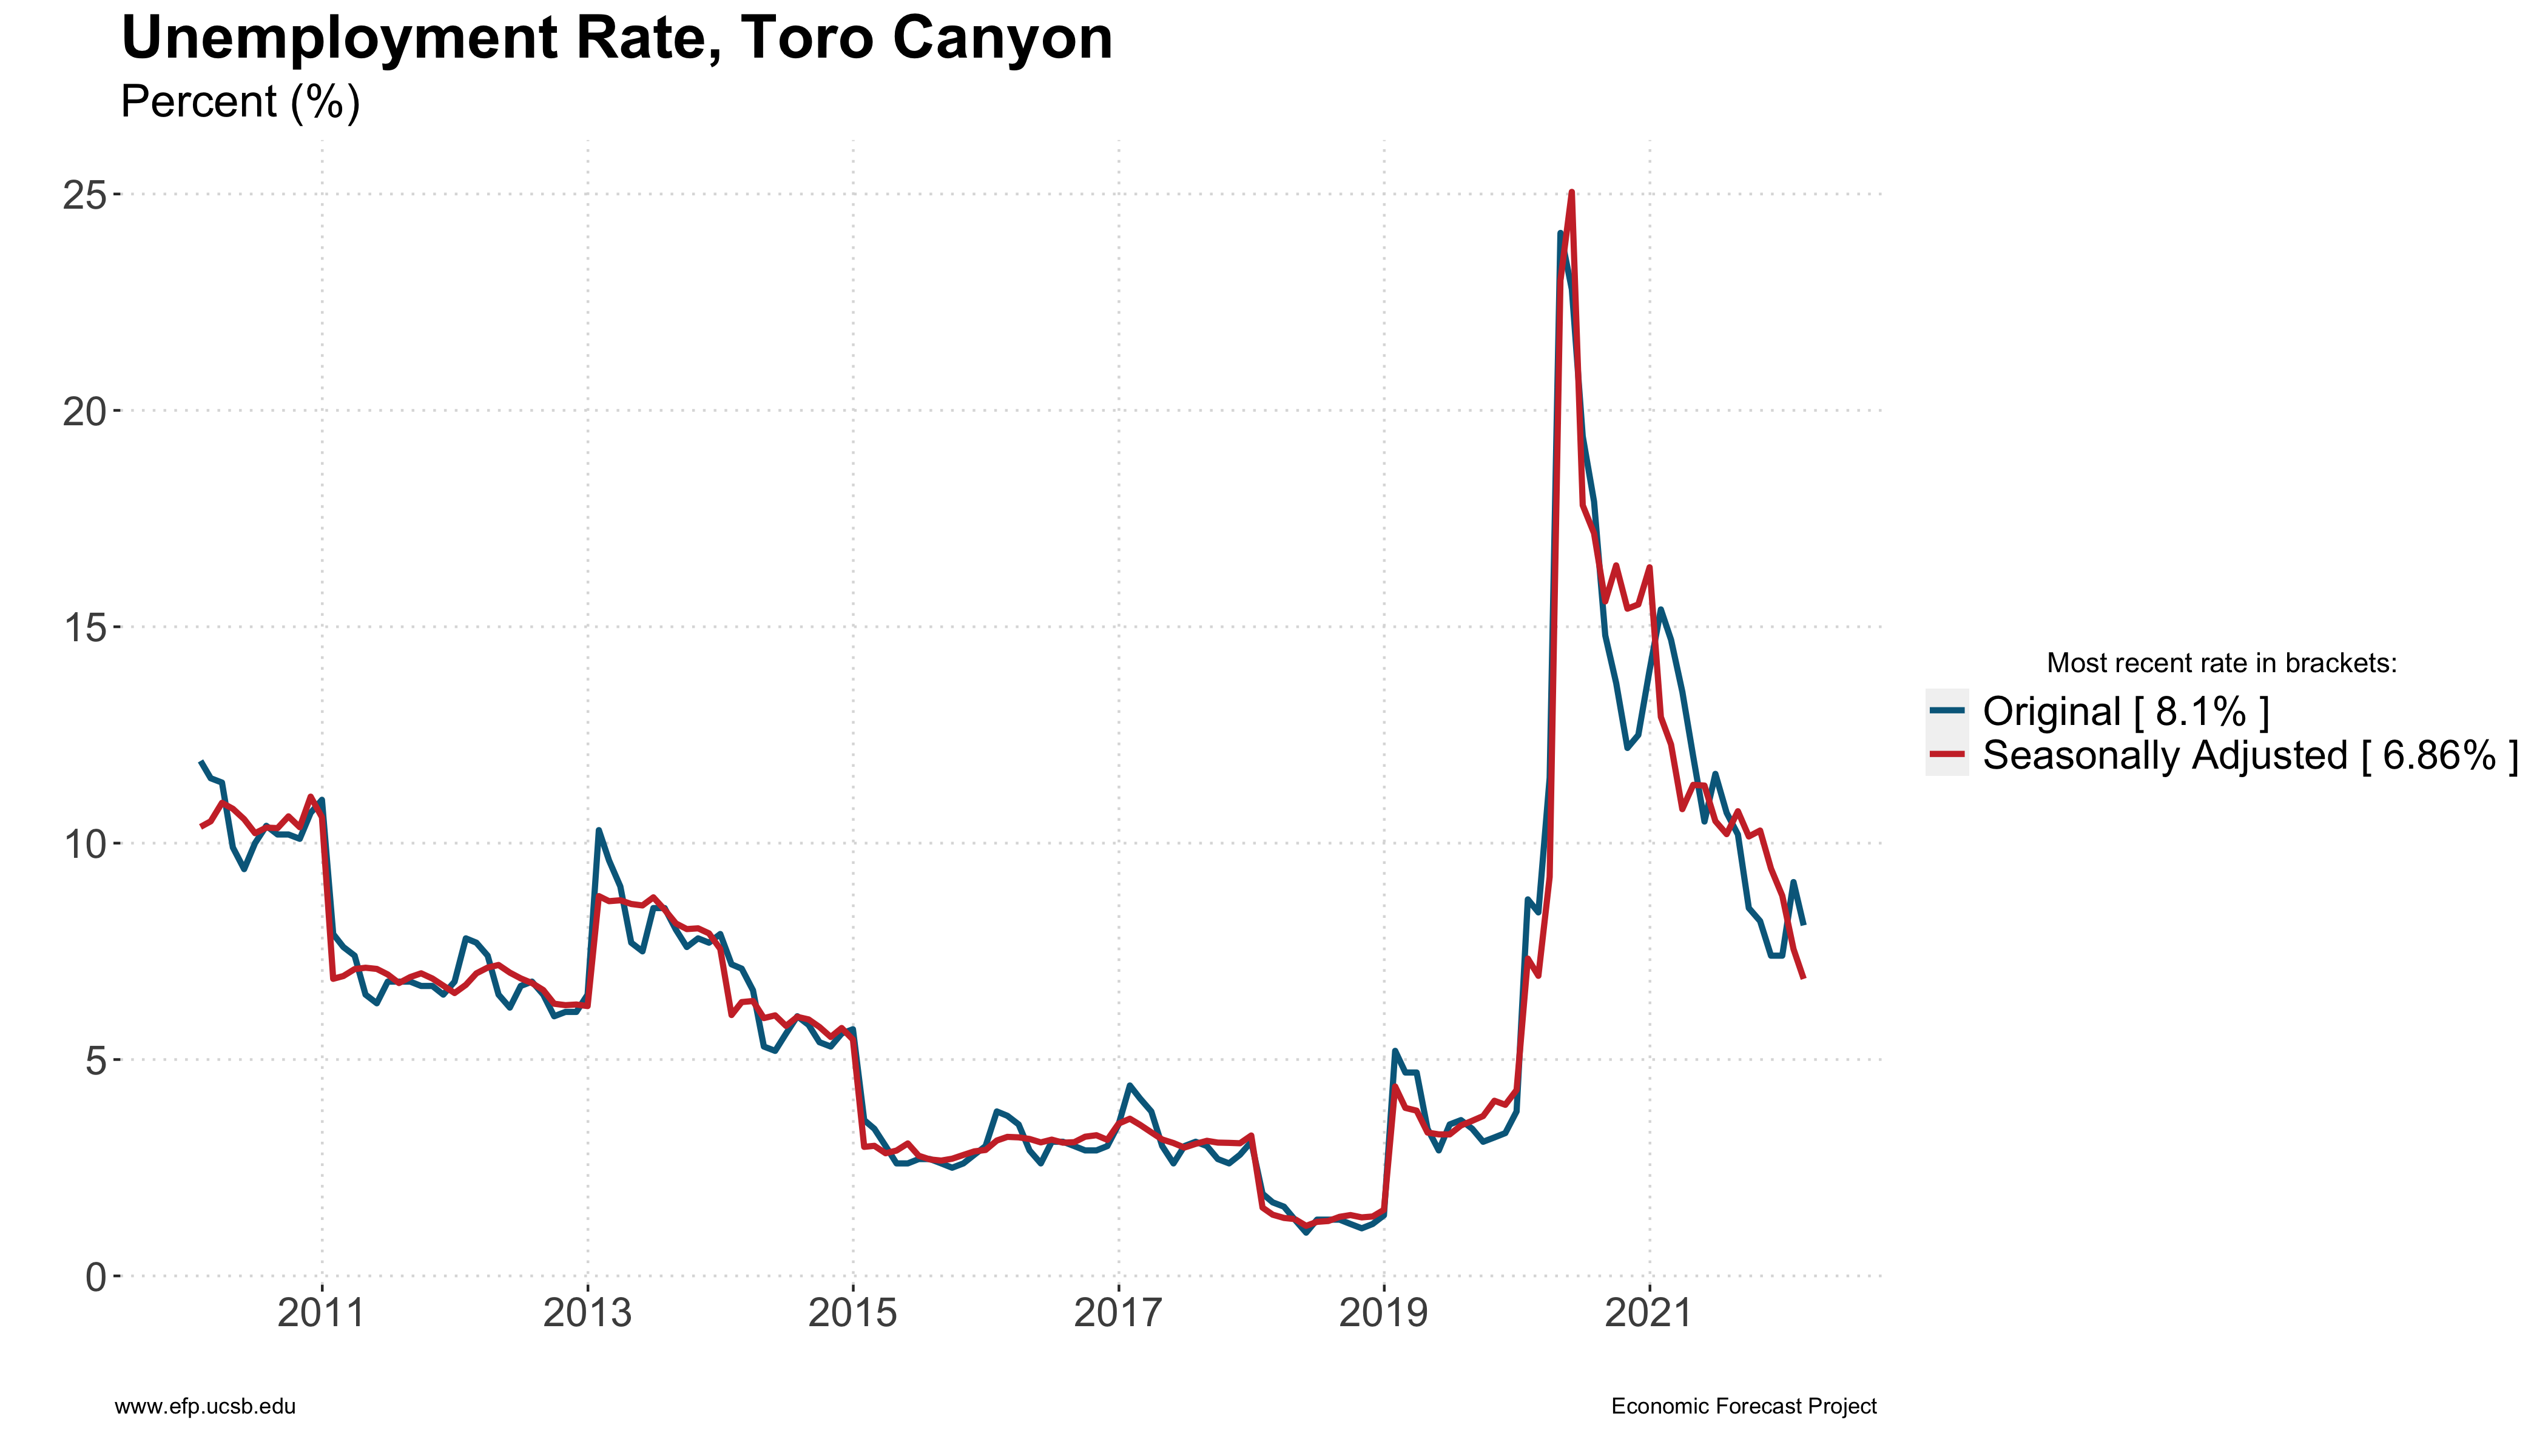 Unemployment Rate, Toro Canyon
Percent (%)
25
20
15
10
5
0
2011 2013 2015 2017 2019 2021
Most recent rate in brackets:
Original [ 8.1% ]
Seasonally Adjusted [ 6.86% ]
www.efp.ucsb.edu
Economic Forecast Project